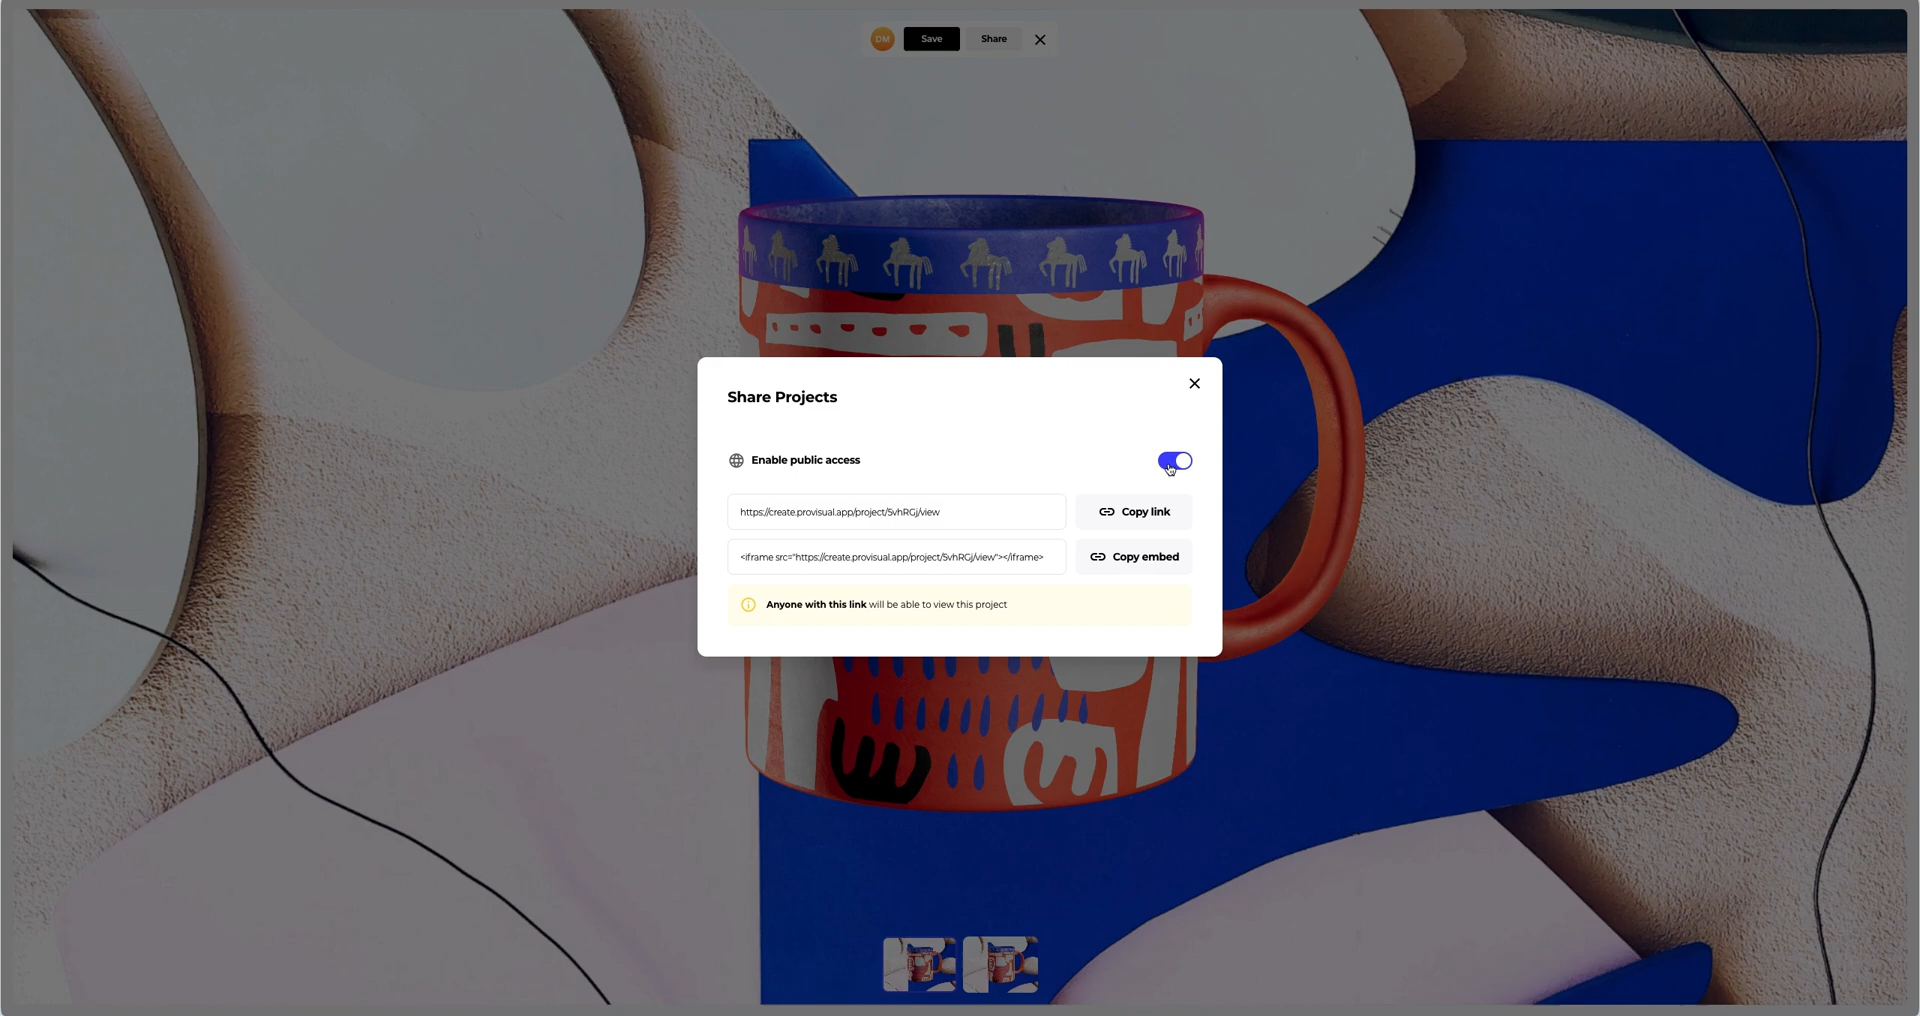 DM
Save
Share
Share Projects
Enable public access
https://create.provisual.app/project/5vhRGj/view
Copy link
<iframe src="https://create.provisual.app/project/5vhRGj/view"></iframe>
Copy embed
Anyone with this link will be able to view this project